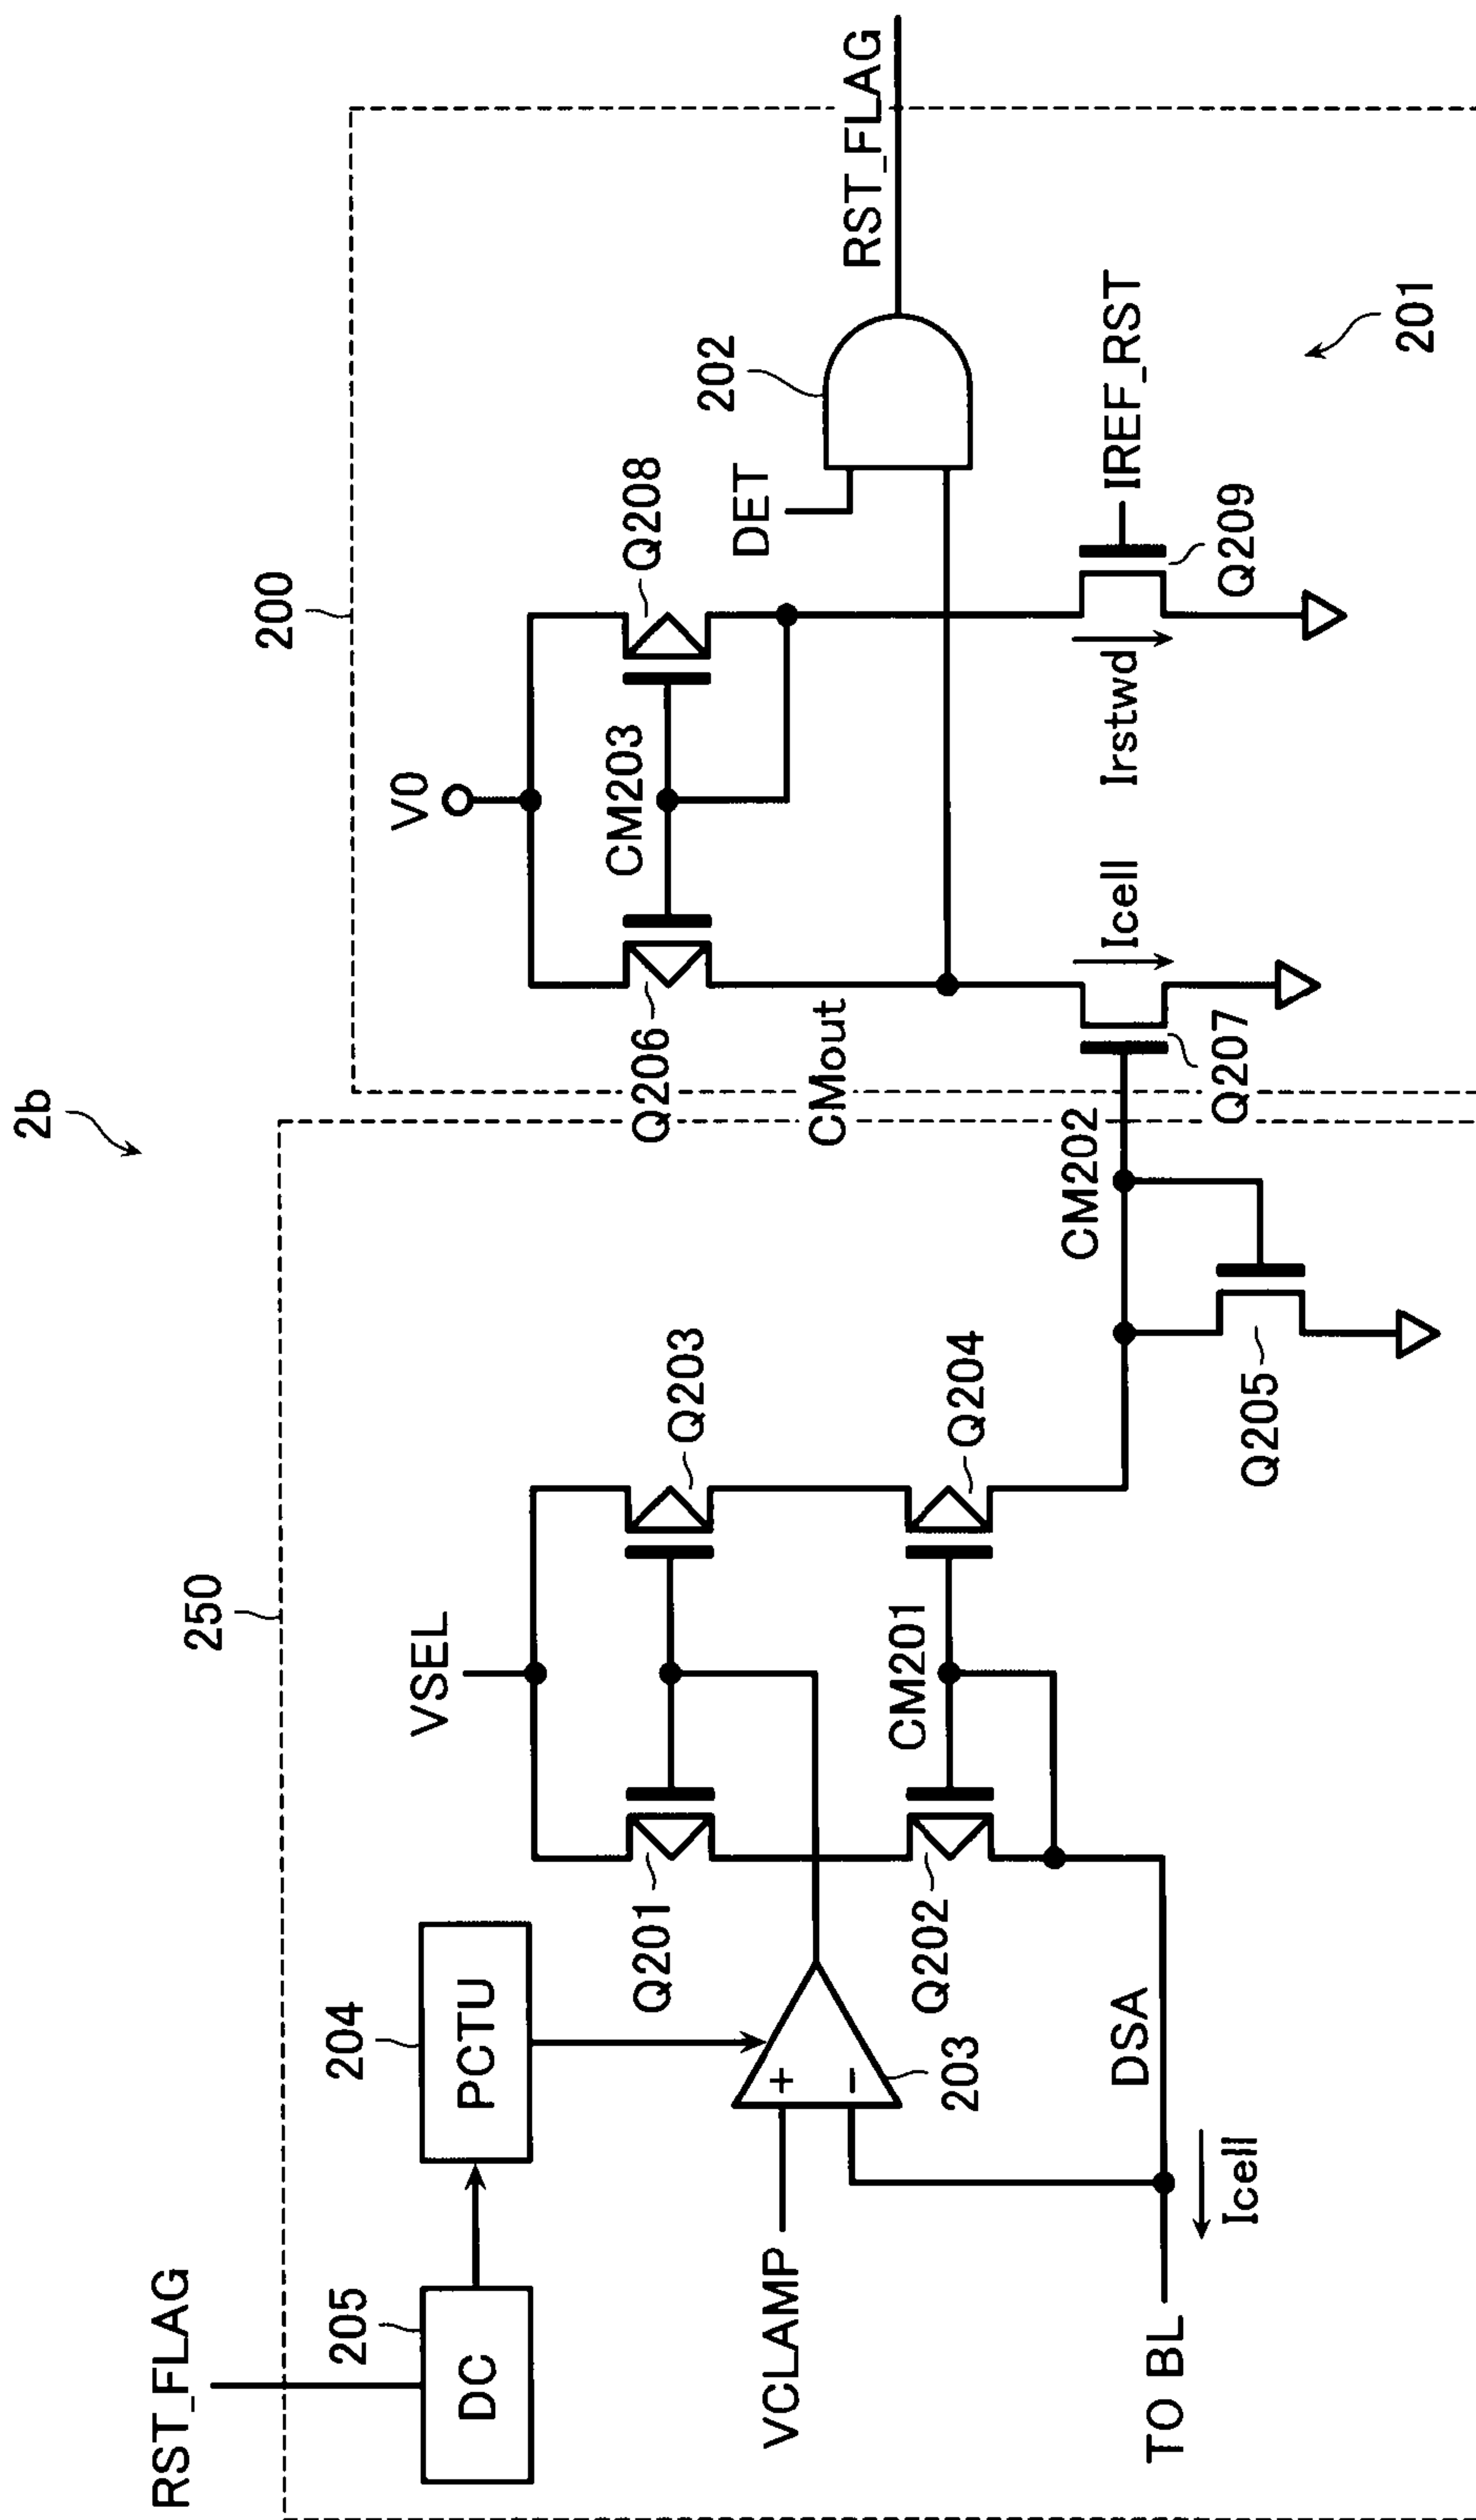 2b
250
200
RST_FLAG
205
DC
204
PCTU
VSEL
V0
Q201
Q203
Q206
CM203
Q208
DET
202
RST_FLAG
VCLAMP
203
Q202
CM201
Q204
CMout
DSA
TO BL
Icell
CM202
Q205
Q207
Icell
Irstwd
IREF_RST
Q209
201